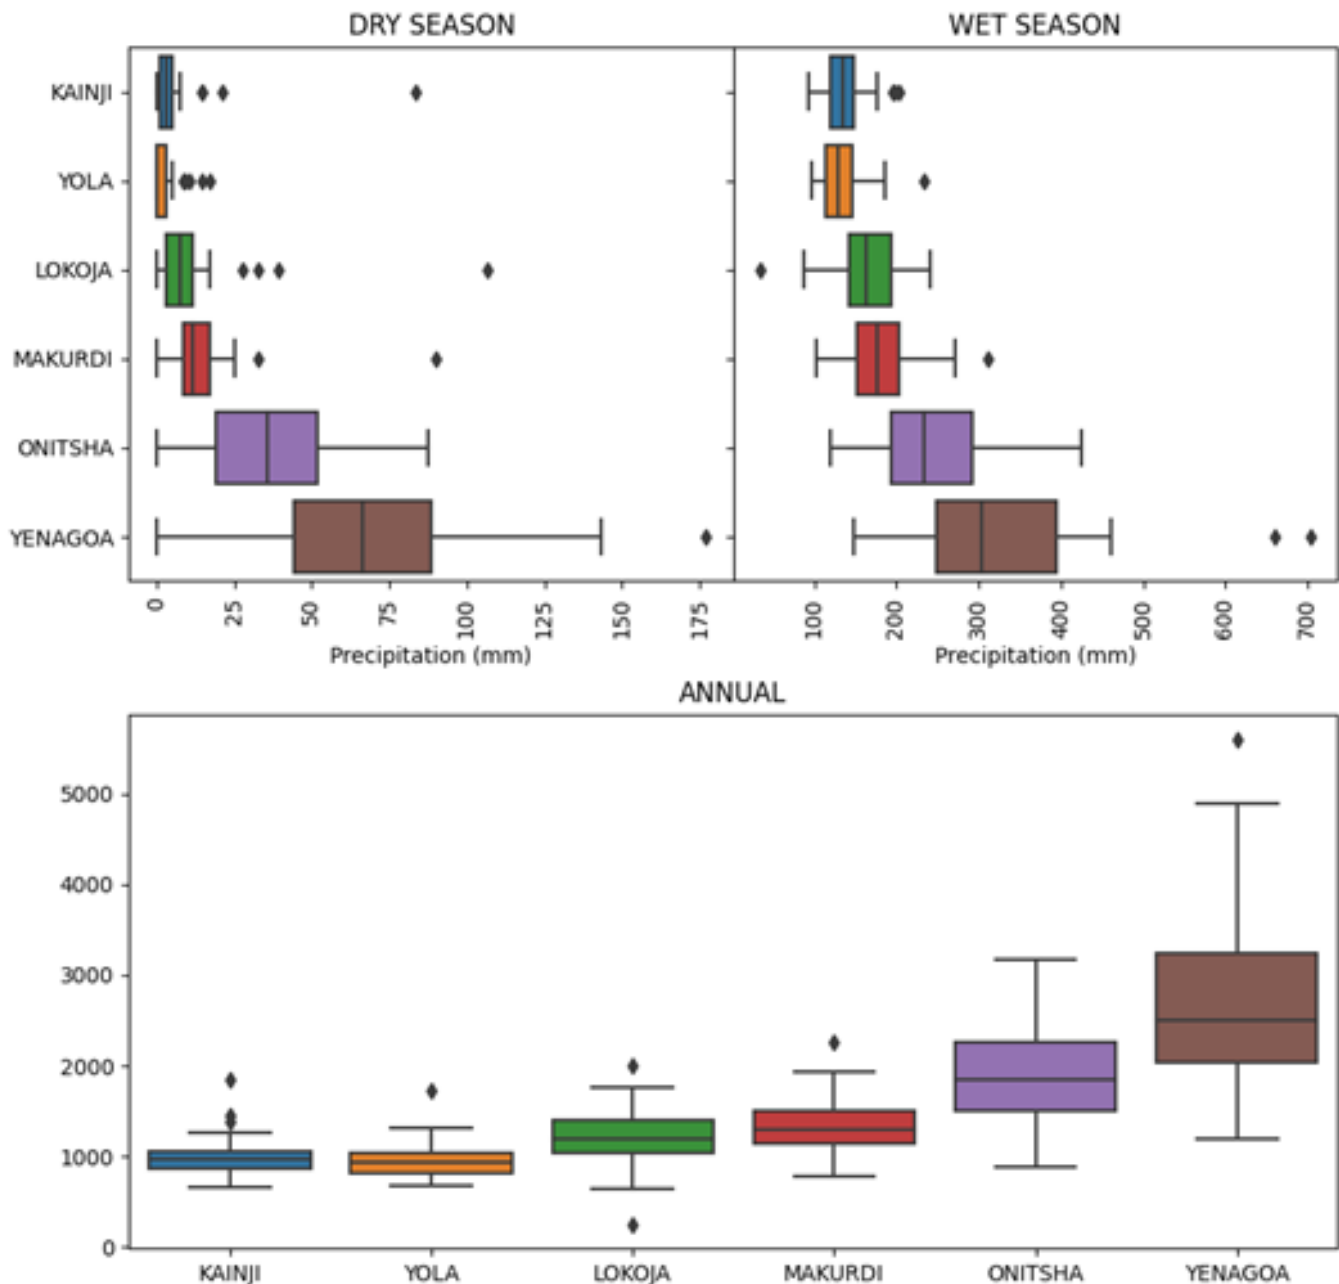 DRY SEASON WET SEASON
KAINJI
YOLA
LOKOJA
MAKURDI
ONITSHA
YENAGOA
0 25 50 75 100 125 150 175 100 200 300 400 500 600 700
Precipitation (mm) Precipitation (mm)
ANNUAL
5000
4000
3000
2000
1000
0
KAINJI YOLA LOKOJA MAKURDI ONITSHA YENAGOA